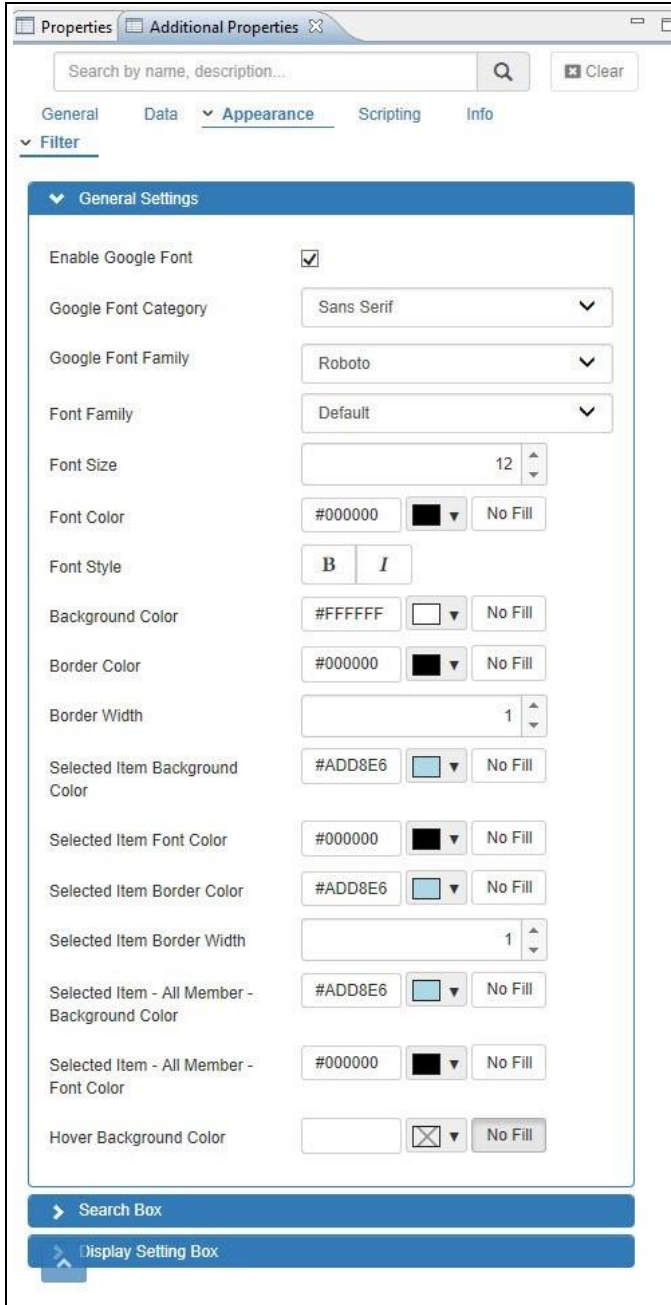 Properties Additional Properties
Search by name, description... Clear
General Data Appearance Scripting Info
Filter
General Settings
Enable Google Font
Google Font Category Sans Serif
Google Font Family Roboto
Font Family Default
Font Size 12
Font Color #000000 No Fill
Font Style B I
Background Color #FFFFFF No Fill
Border Color #000000 No Fill
Border Width 1
Selected Item Background
Color #ADD8E6 No Fill
Selected Item Font Color #000000 No Fill
Selected Item Border Color #ADD8E6 No Fill
Selected Item Border Width 1
Selected Item - All Member -
Background Color #ADD8E6 No Fill
Selected Item - All Member -
Font Color #000000 No Fill
Hover Background Color No Fill
Search Box
Display Setting Box